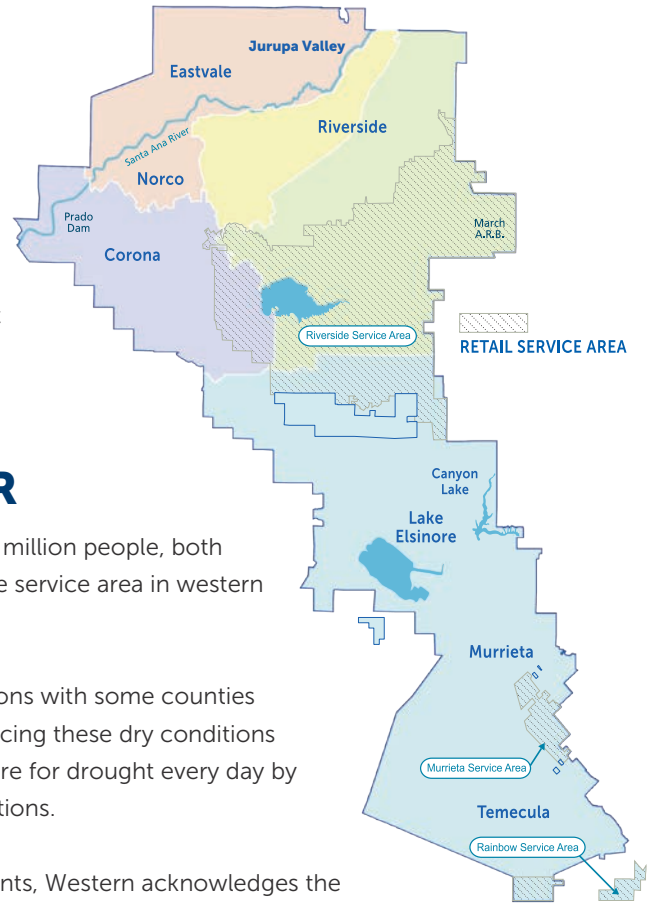 Jurupa Valley
Eastvale
Riverside
Santa Ana River
Norco
Prado
Dam
March
A.R.B.
Corona
Riverside Service Area
RETAIL SERVICE AREA
R
Canyon
Lake
Lake
Elsinore
million people, both
e service area in western
Murrieta
ons with some counties
cing these dry conditions
Murrieta Service Area
re for drought every day by
tions.
Temecula
Rainbow Service Area
nts, Western acknowledges the